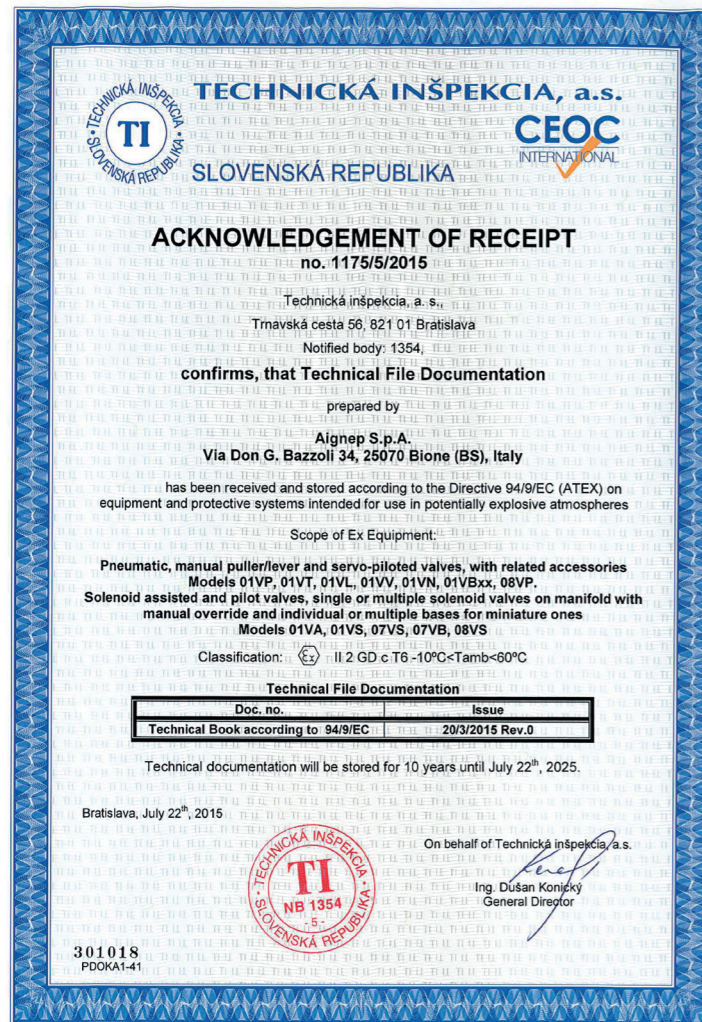 TECHNICKÁ INŠPEKCIA
SLOVENSKÁ REPUBLIKA
TI
TECHNICKÁ INŠPEKCIA, a.s.
CEOC
INTERNATIONAL
SLOVENSKÁ REPUBLIKA
ACKNOWLEDGEMENT OF RECEIPT
no. 1175/5/2015
Technická inšpekcia, a. s.,
Trnavská cesta 56, 821 01 Bratislava
Notified body: 1354,
confirms, that Technical File Documentation
prepared by
Aignep S.p.A.
Via Don G. Bazzoli 34, 25070 Bione (BS), Italy
has been received and stored according to the Directive 94/9/EC (ATEX) on
equipment and protective systems intended for use in potentially explosive atmospheres
Scope of Ex Equipment:
Pneumatic, manual puller/lever and servo-piloted valves, with related accessories
Models 01VP, 01VT, 01VL, 01VV, 01VN, 01VBxx, 08VP.
Solenoid assisted and pilot valves, single or multiple solenoid valves on manifold with
manual override and individual or multiple bases for miniature ones
Models 01VA, 01VS, 07VS, 07VB, 08VS
Classification: Ex II 2 GD c T6 -10ºC<Tamb<60ºC
Technical File Documentation
Doc. no. Issue
Technical Book according to 94/9/EC 20/3/2015 Rev.0
Technical documentation will be stored for 10 years until July 22th, 2025.
Bratislava, July 22th, 2015
On behalf of Technická inšpekcia, a.s.
Ing. Dušan Konický
General Director
TECHNICKÁ INŠPEKCIA
TI
NB 1354
- 5 -
SLOVENSKÁ REPUBLIKA
301018
PDOKA1-41